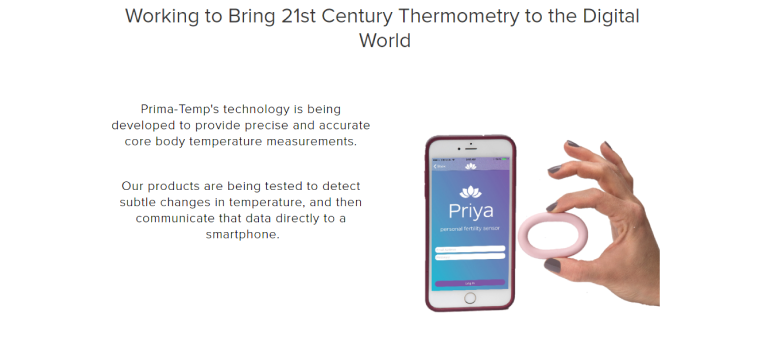 Working to Bring 21st Century Thermometry to the Digital
World
Prima-Temp's technology is being
developed to provide precise and accurate
core body temperature measurements.
Our products are being tested to detect
subtle changes in temperature, and then
communicate that data directly to a
smartphone.
Priya
personal fertility sensor
Log In